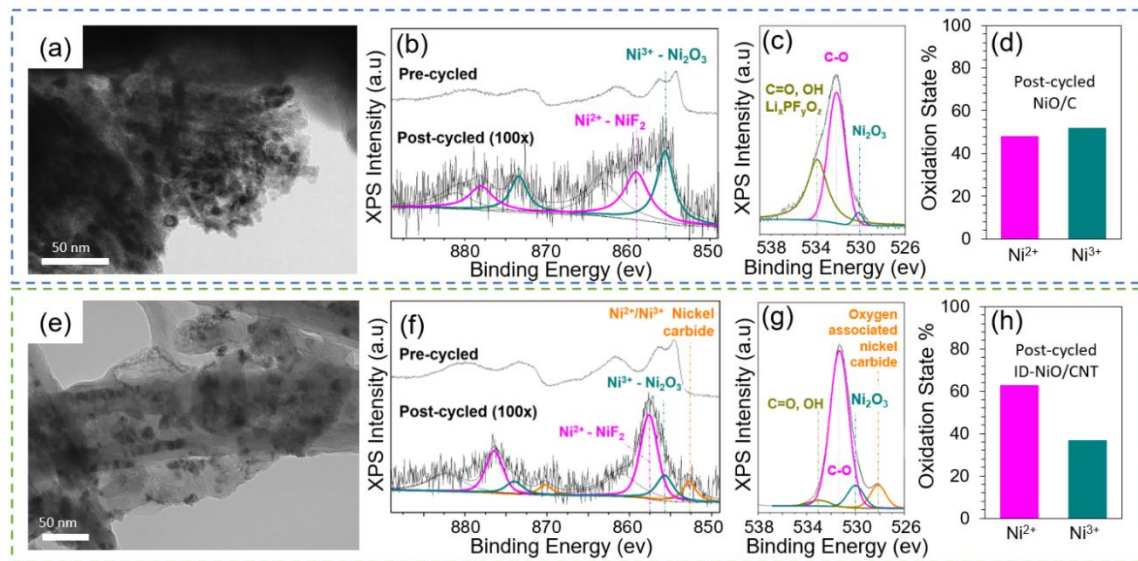 (a)
50 nm
(b)
XPS Intensity (a.u)
Pre-cycled
Post-cycled (100x)
Ni³⁺ - Ni₂O₃
Ni²⁺ - NiF₂
880 870 860 850
Binding Energy (ev)
(c)
XPS Intensity (a.u)
C-O
C=O, OH
LiₓPFᵧO_z
Ni₂O₃
538 534 530 526
Binding Energy (ev)
(d)
Oxidation State %
100
80
60
40
20
0
Post-cycled
NiO/C
Ni²⁺ Ni³⁺
(e)
50 nm
(f)
XPS Intensity (a.u)
Ni²⁺/Ni³⁺ Nickel
carbide
Pre-cycled
Ni³⁺ - Ni₂O₃
Post-cycled (100x)
Ni²⁺ - NiF₂
880 870 860 850
Binding Energy (ev)
(g)
XPS Intensity (a.u)
Oxygen
associated
nickel
carbide
C=O, OH
Ni₂O₃
C-O
538 534 530 526
Binding Energy (ev)
(h)
Oxidation State %
100
80
60
40
20
0
Post-cycled
ID-NiO/CNT
Ni²⁺ Ni³⁺